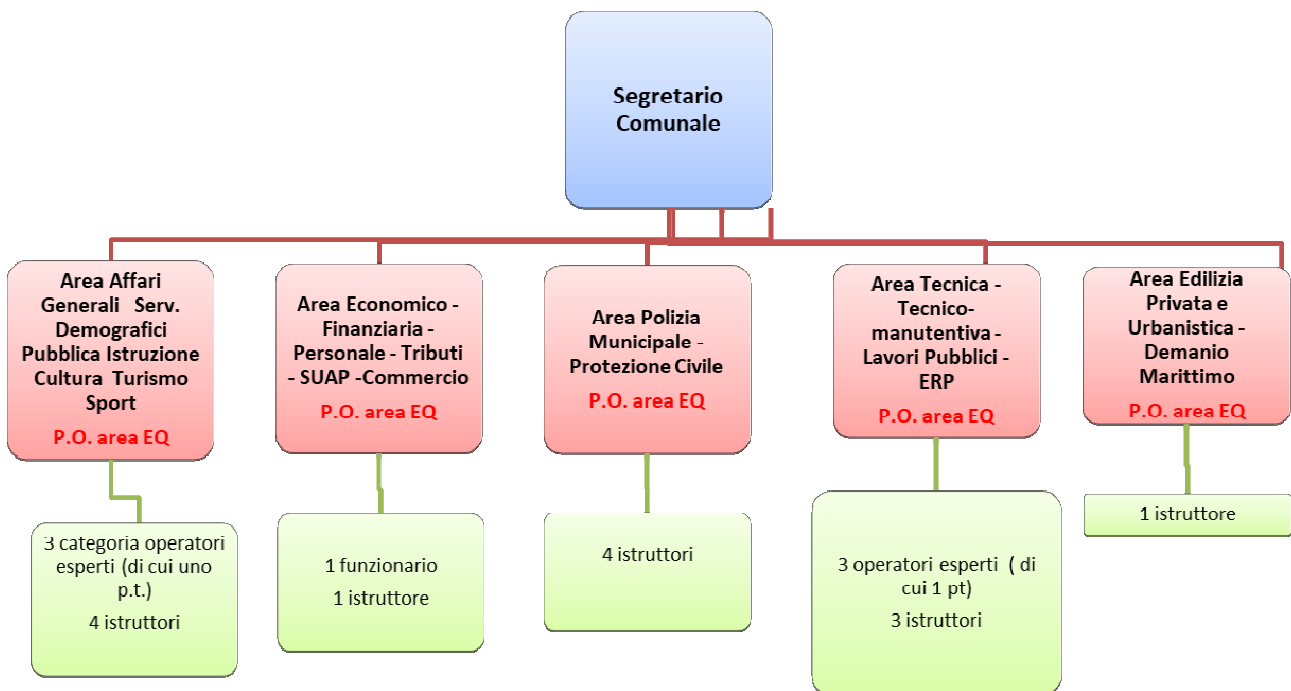 Segretario
Comunale
Area Affari
Generali Serv.
Demografici
Pubblica Istruzione
Cultura Turismo
Sport
P.O. area EQ
Area Economico -
Finanziaria -
Personale - Tributi
- SUAP -Commercio
P.O. area EQ
Area Polizia
Municipale -
Protezione Civile
P.O. area EQ
Area Tecnica -
Tecnico-
manutentiva -
Lavori Pubblici -
ERP
P.O. area EQ
Area Edilizia
Privata e
Urbanistica -
Demanio
Marittimo
P.O. area EQ
3 categoria operatori
esperti (di cui uno
p.t.)
4 istruttori
1 funzionario
1 istruttore
4 istruttori
3 operatori esperti ( di
cui 1 pt)
3 istruttori
1 istruttore